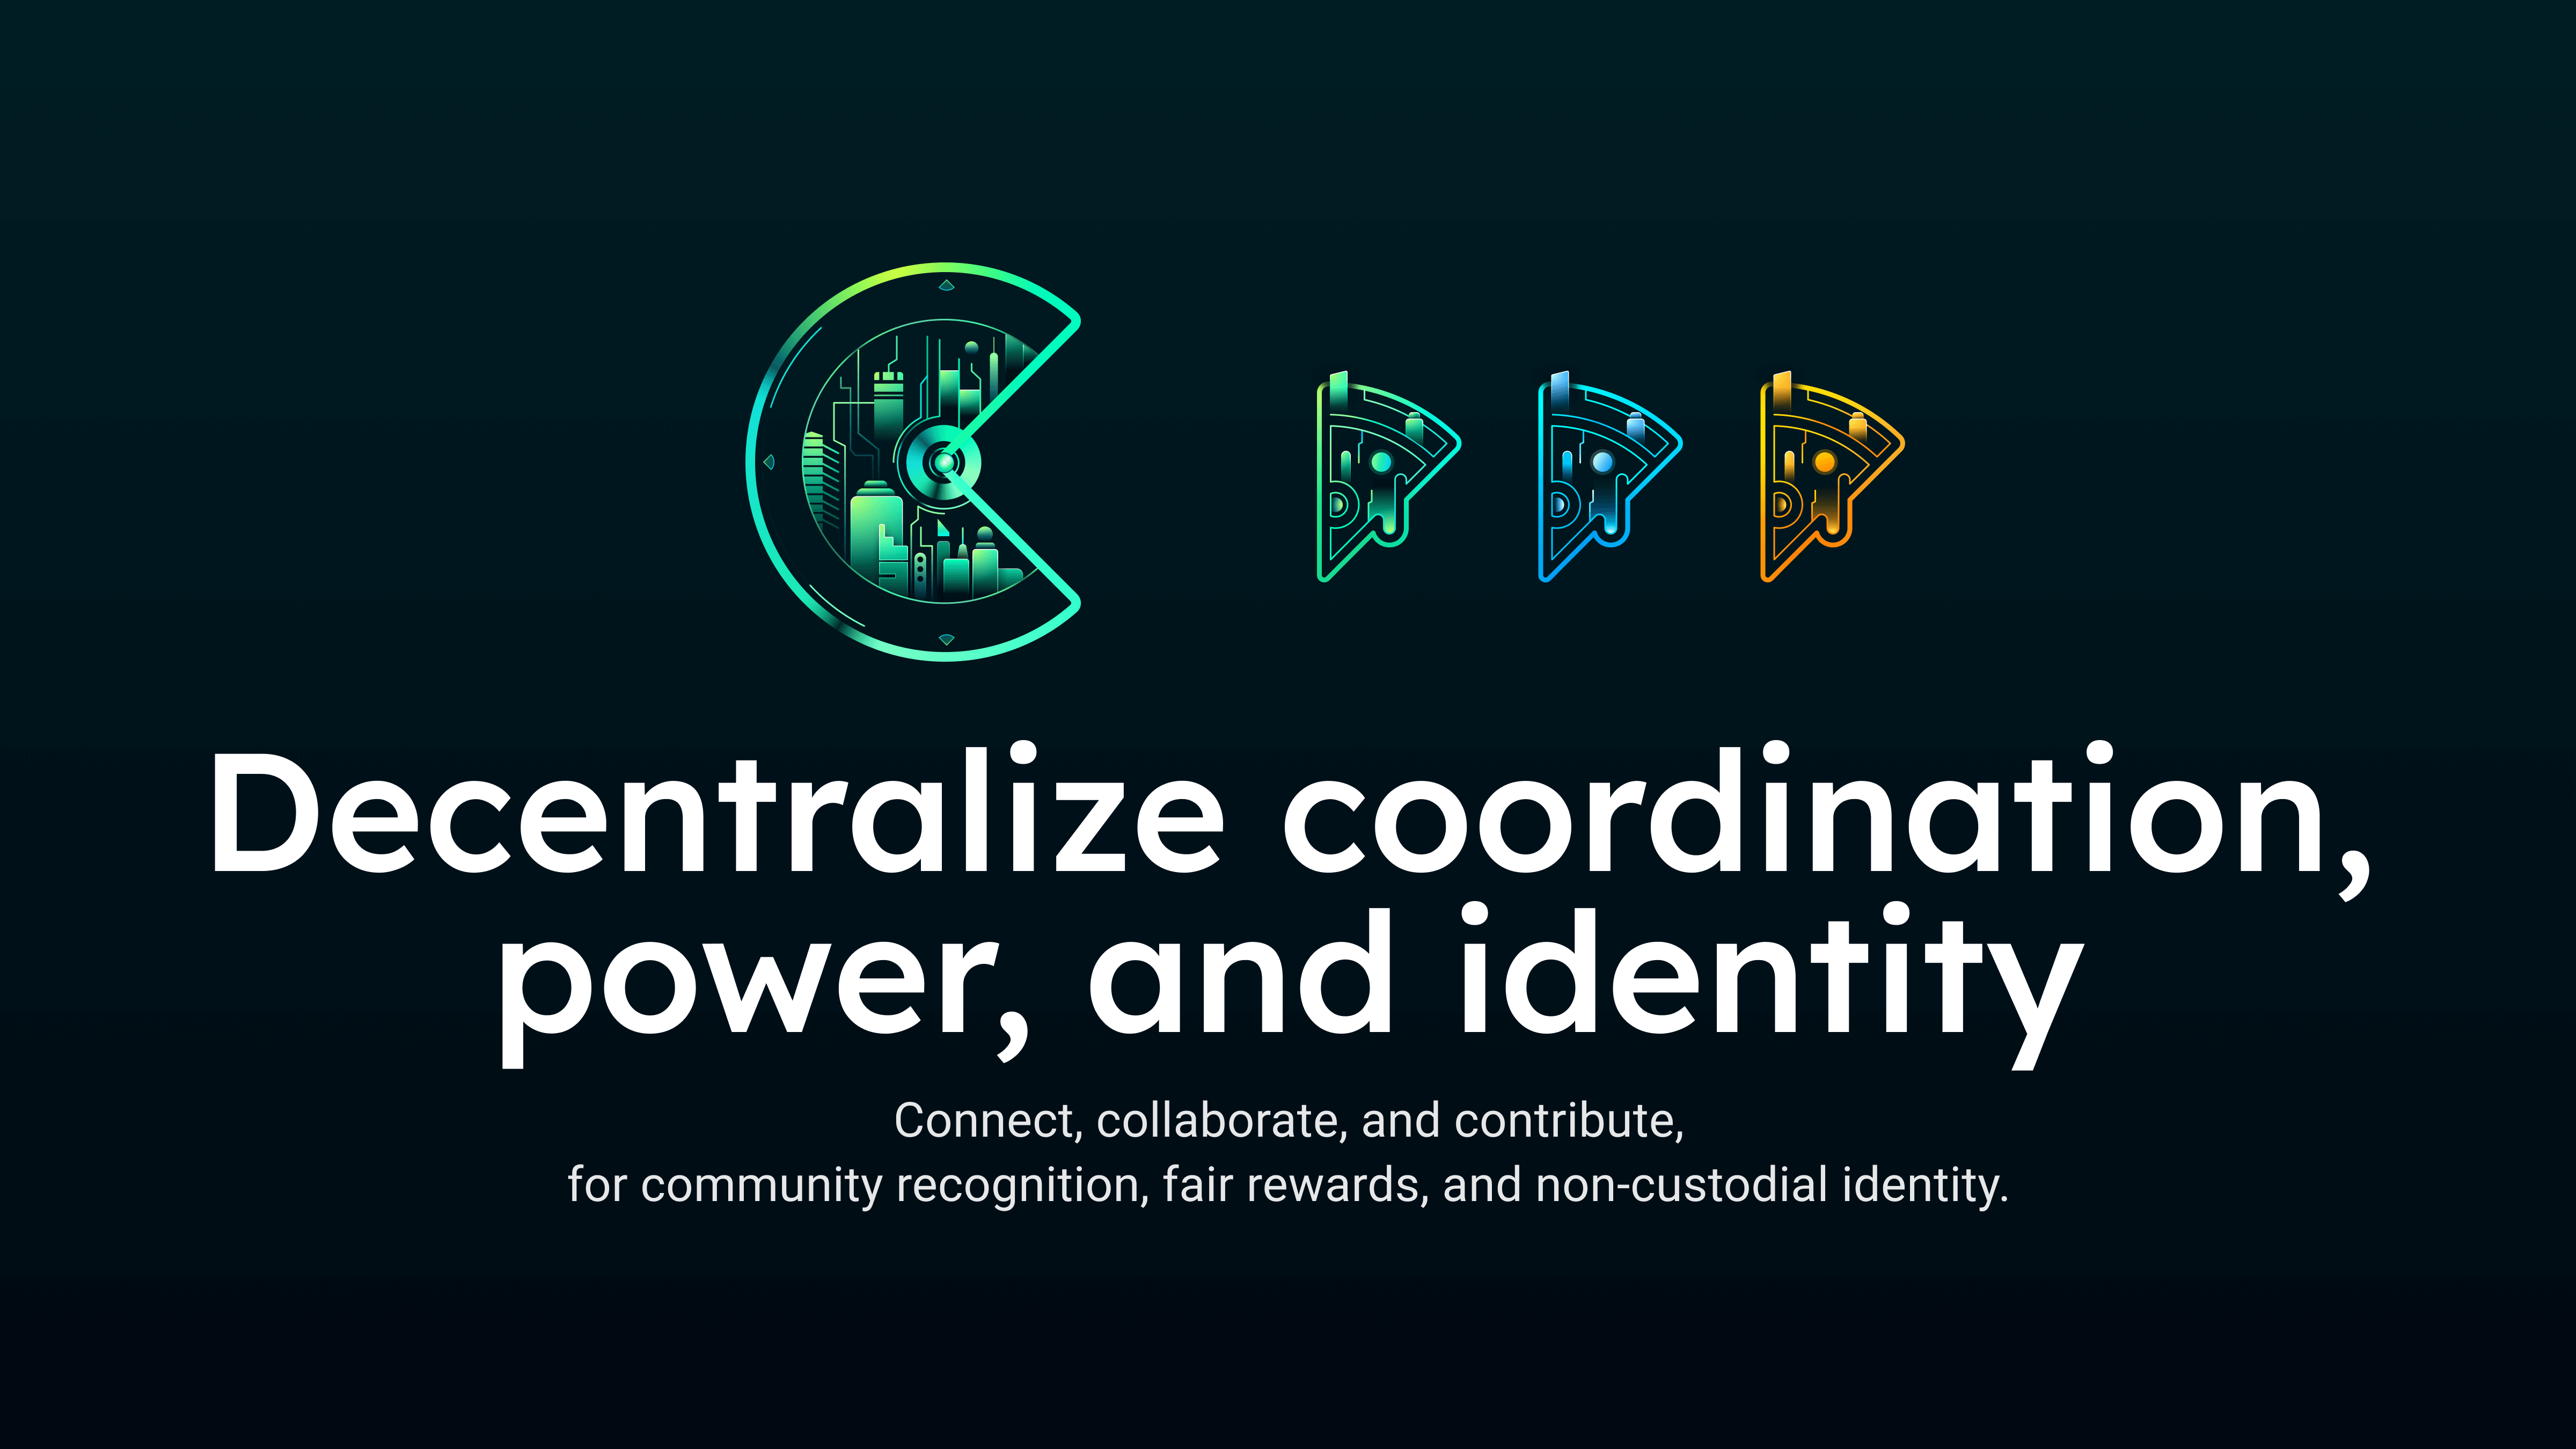 Decentralize coordination,
power, and identity
Connect, collaborate, and contribute,
for community recognition, fair rewards, and non-custodial identity.